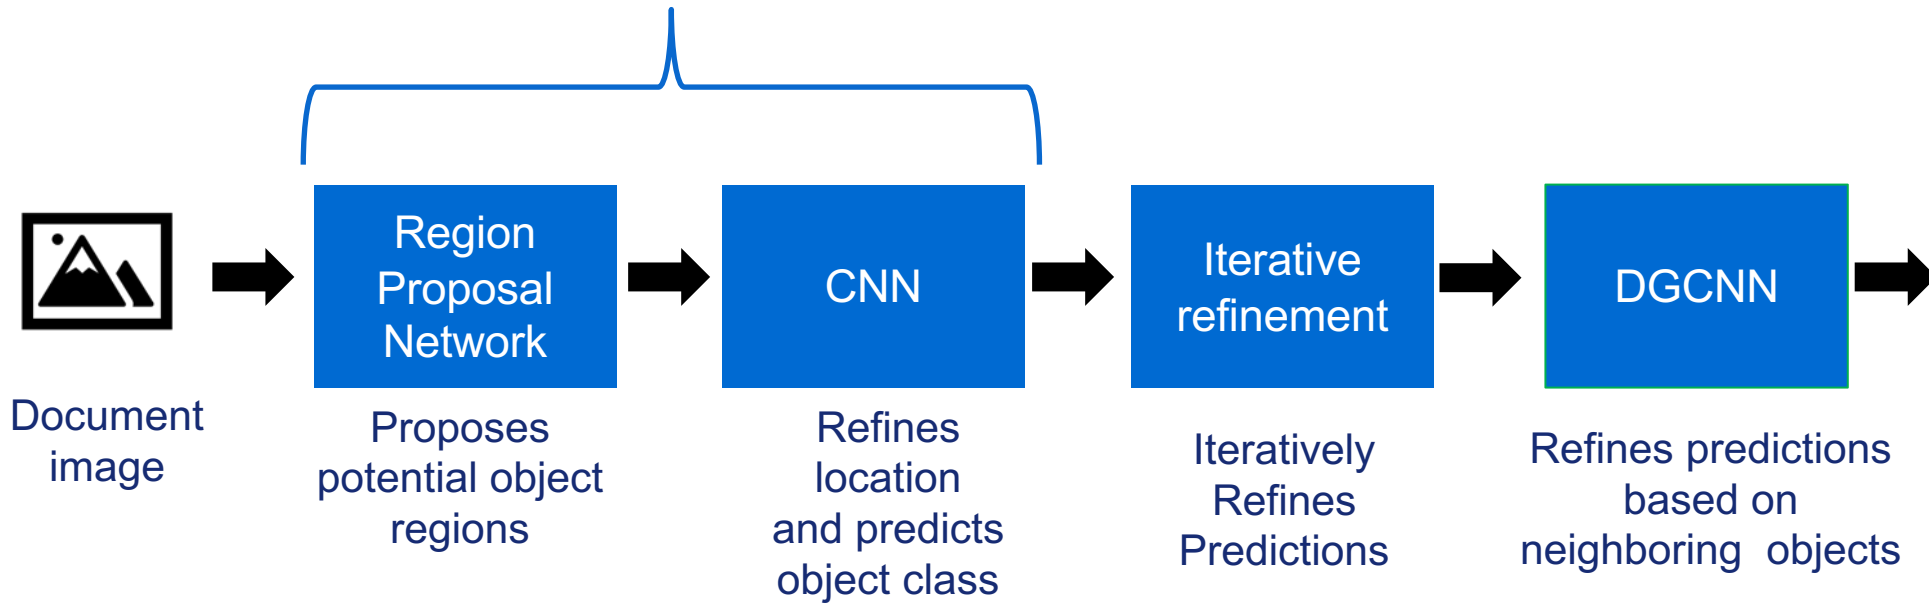 Region
Proposal
Network
CNN
Iterative
refinement
DGCNN
Document
image
Proposes
potential object
regions
Refines
location
and predicts
object class
Iteratively
Refines
Predictions
Refines predictions
based on
neighboring objects